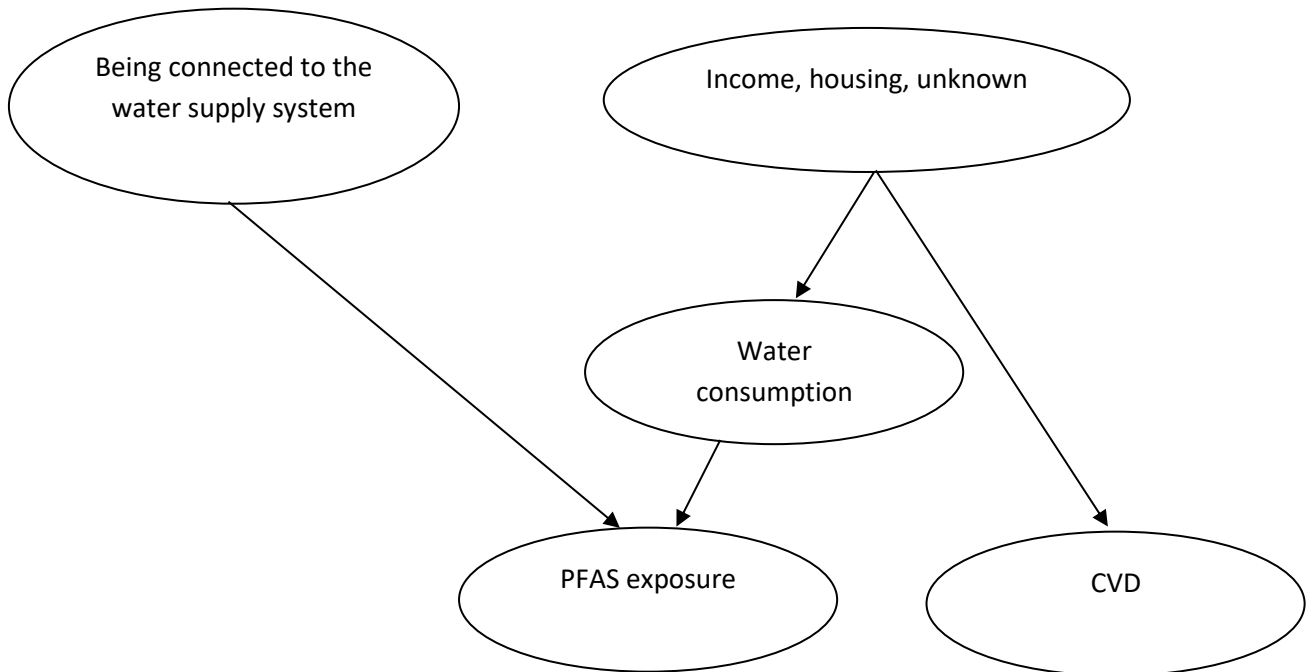 Being connected to the
water supply system
Income, housing, unknown
Water
consumption
PFAS exposure
CVD